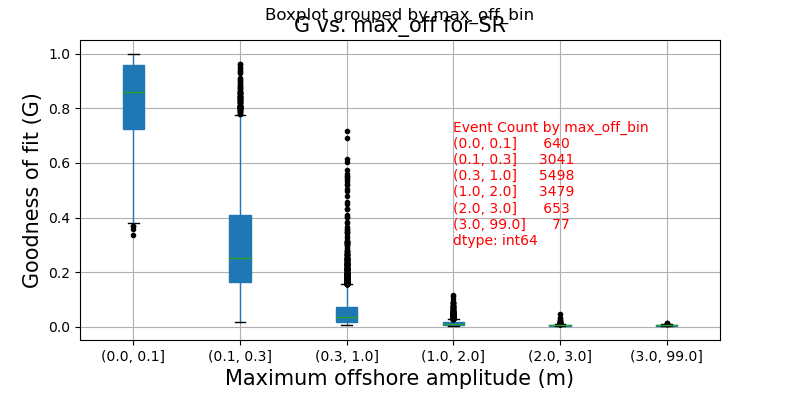 Boxplot grouped by max_off_bin
G vs. max_off for SR
Goodness of fit (G)
1.0
0.8
0.6
0.4
0.2
0.0
Event Count by max_off_bin
(0.0, 0.1] 640
(0.1, 0.3] 3041
(0.3, 1.0] 5498
(1.0, 2.0] 3479
(2.0, 3.0] 653
(3.0, 99.0] 77
dtype: int64
(0.0, 0.1] (0.1, 0.3] (0.3, 1.0] (1.0, 2.0] (2.0, 3.0] (3.0, 99.0]
Maximum offshore amplitude (m)